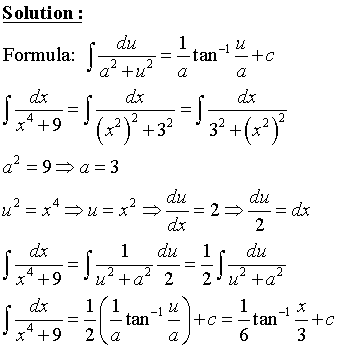 Solution :
Formula: ∫ du/(a² + u²) = (1/a) tan⁻¹ (u/a) + c
∫ dx/(x⁴ + 9) = ∫ dx/((x²)² + 3²) = ∫ dx/(3² + (x²)²)
a² = 9 ⇒ a = 3
u² = x⁴ ⇒ u = x² ⇒ du/dx = 2 ⇒ du/2 = dx
∫ dx/(x⁴ + 9) = ∫ 1/(u² + a²) du/2 = (1/2) ∫ du/(u² + a²)
∫ dx/(x⁴ + 9) = (1/2) ((1/a) tan⁻¹ (u/a)) + c = (1/6) tan⁻¹ (x/3) + c